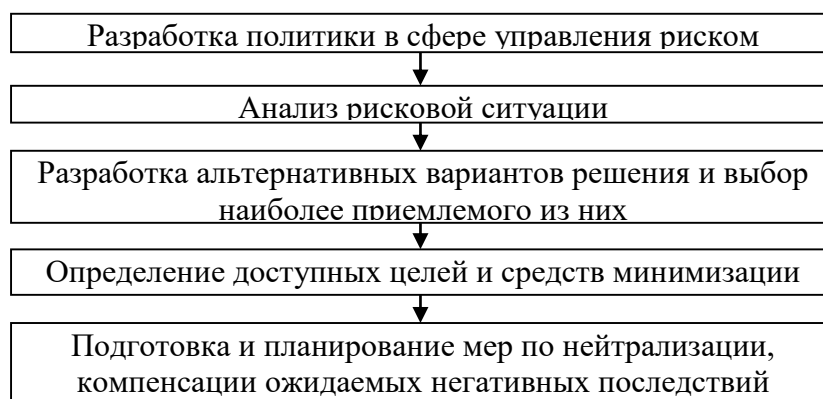 Разработка политики в сфере управления риском
Анализ рисковой ситуации
Разработка альтернативных вариантов решения и выбор
наиболее приемлемого из них
Определение доступных целей и средств минимизации
Подготовка и планирование мер по нейтрализации,
компенсации ожидаемых негативных последствий